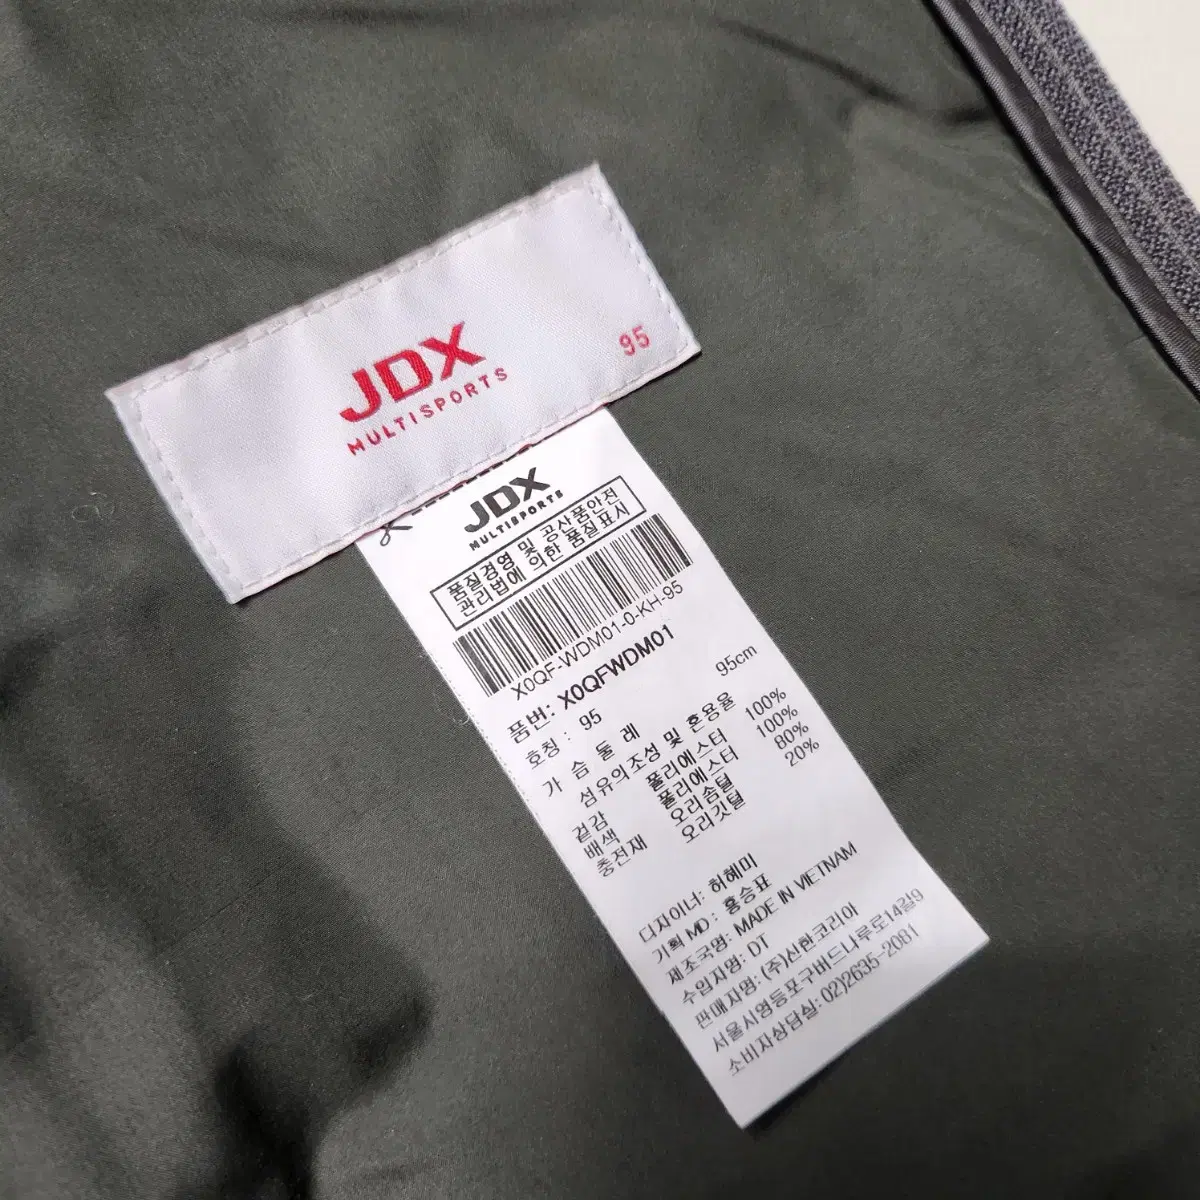 JDX
MULTISPORTS
95
JDX
MULTISPORTS
품질경영 및 공산품안전
관리법에 의한 품질표시
X0QF-WDM01-0-KH-95
품번: X0QFWDM01
호칭 : 95
가 슴 둘 레 95cm
섬유의조성 및 혼용율
겉감 폴리에스터 100%
배색 폴리에스터 100%
충전재 오리솜털 80%
오리깃털 20%
디자이너: 허혜미
기획 MD : 홍승표
제조국명: MADE IN VIETNAM
수입자명: DT
판매자명: (주)신한코리아
서울시영등포구버드나루로14길9
소비자상담실: 02)2635-2081